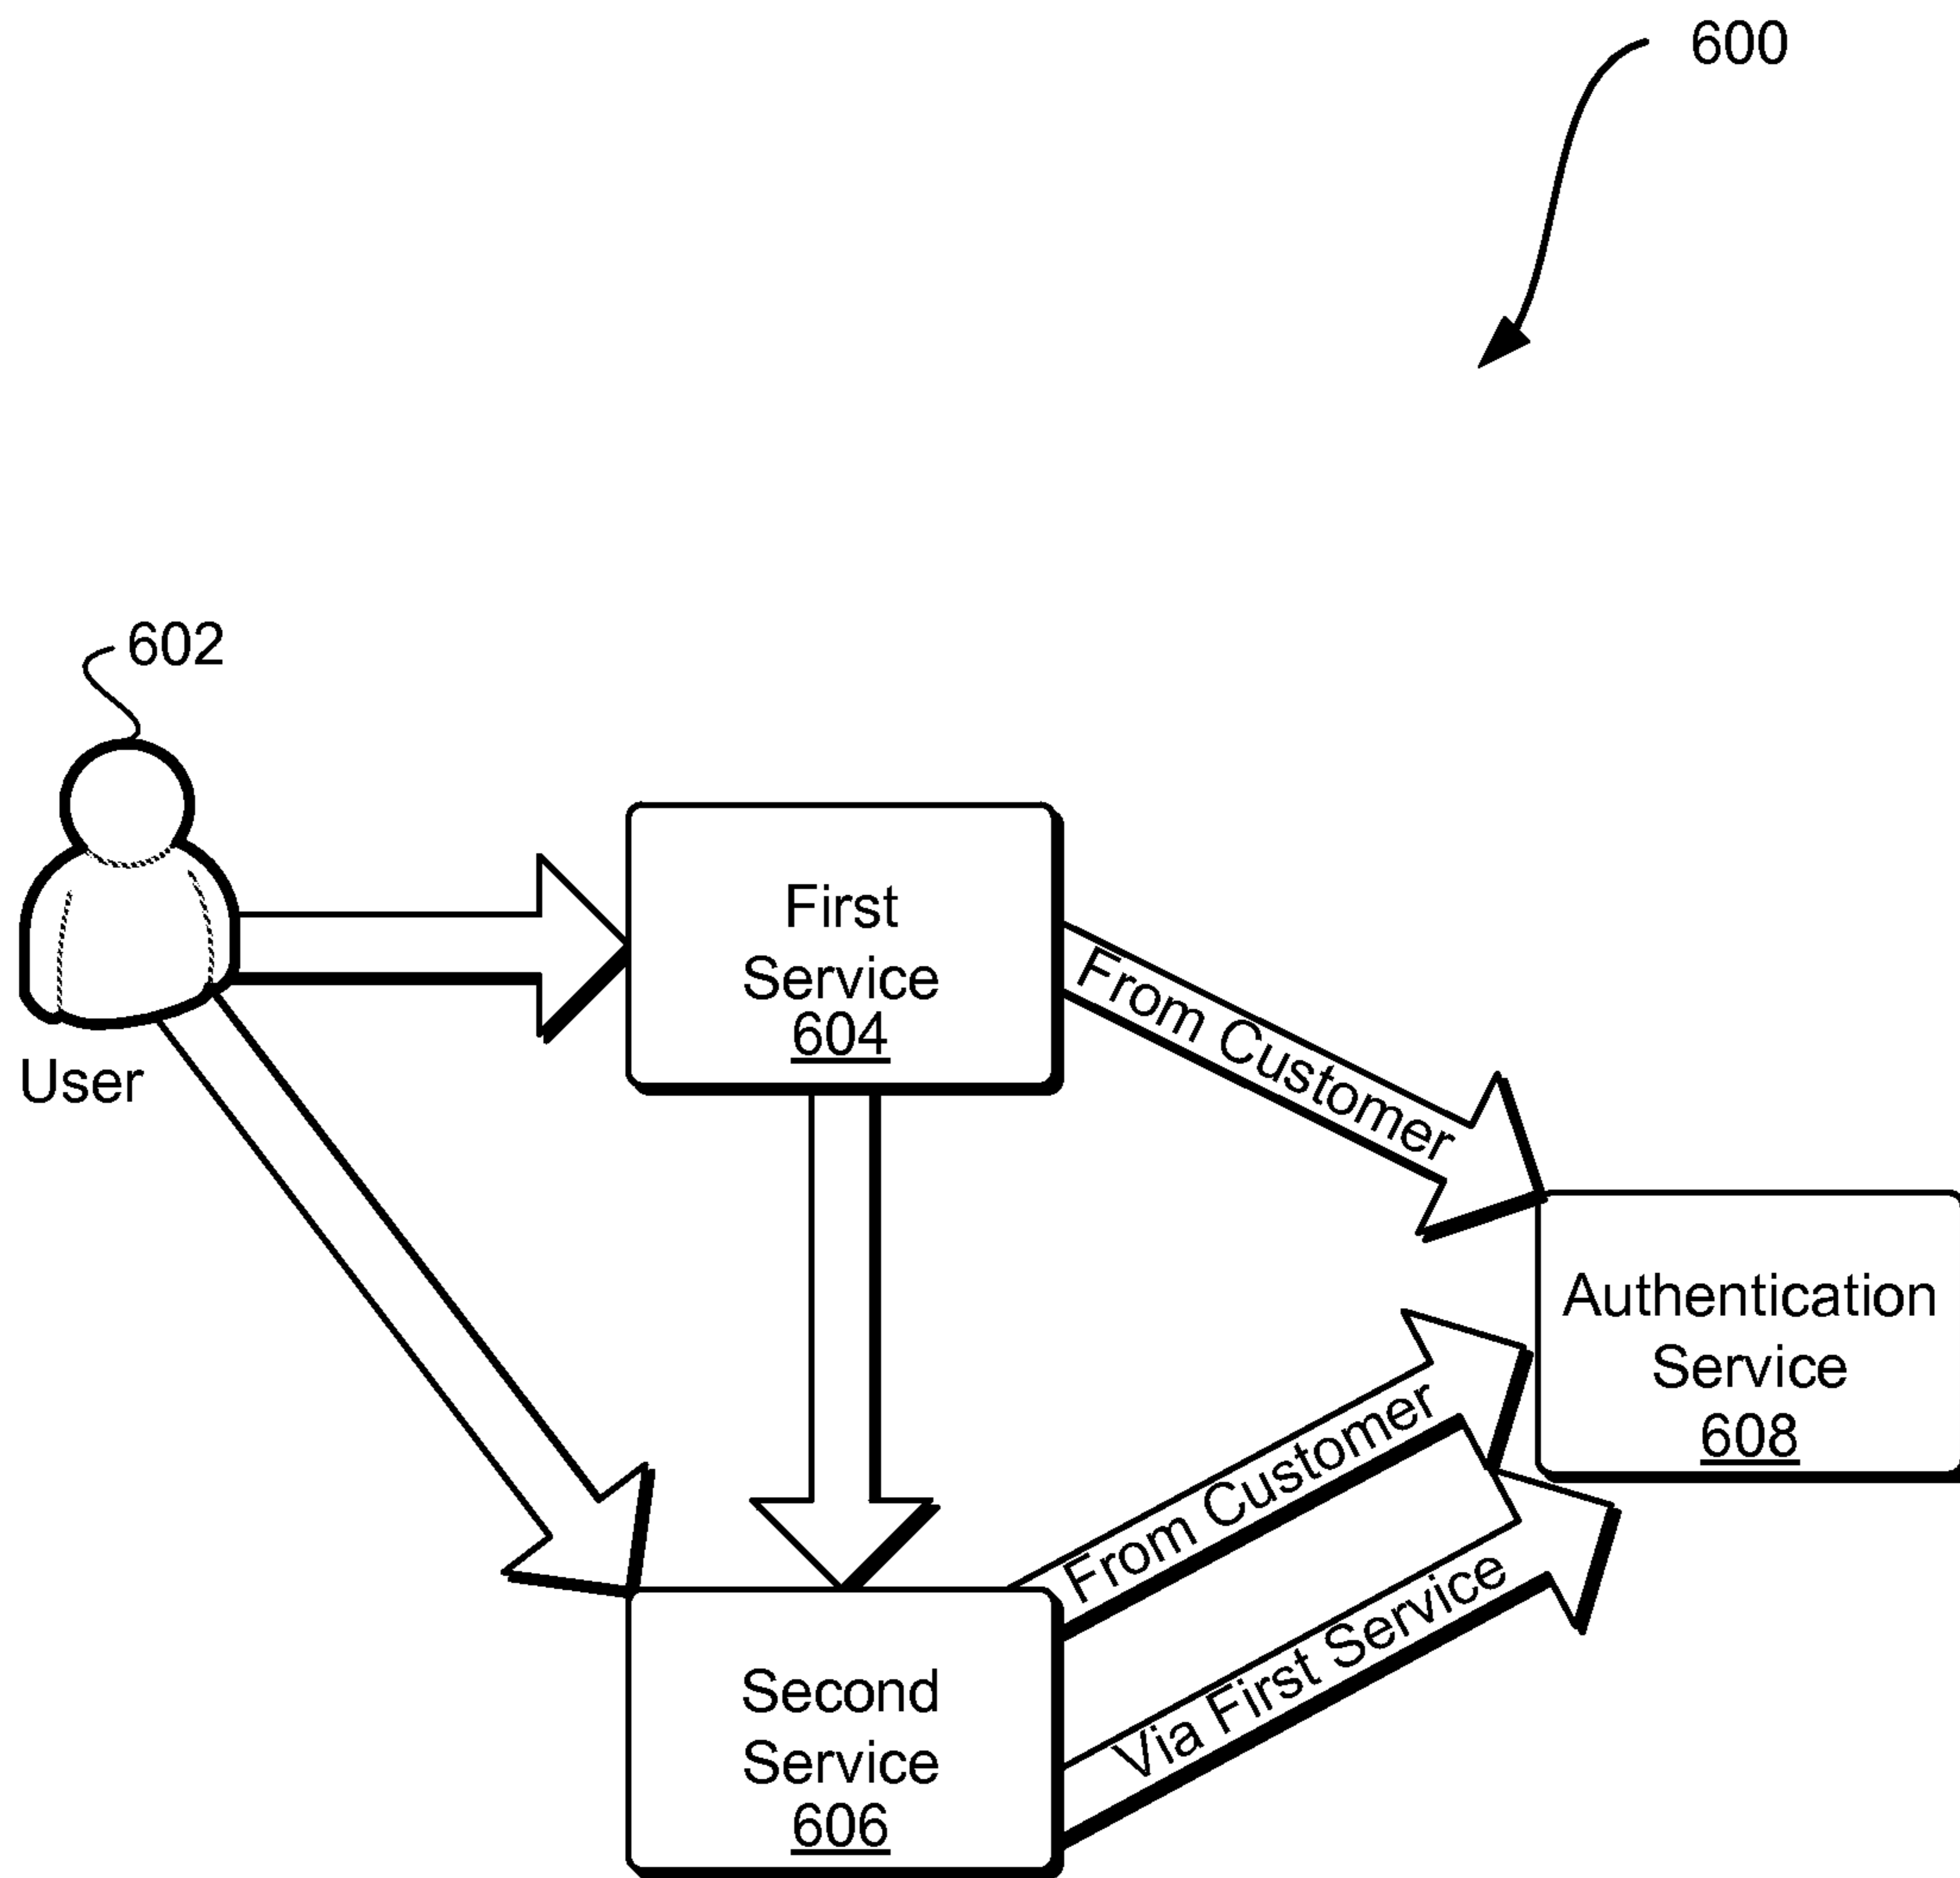 600
602
User
First
Service
604
From Customer
Authentication
Service
608
From Customer
Via First Service
Second
Service
606